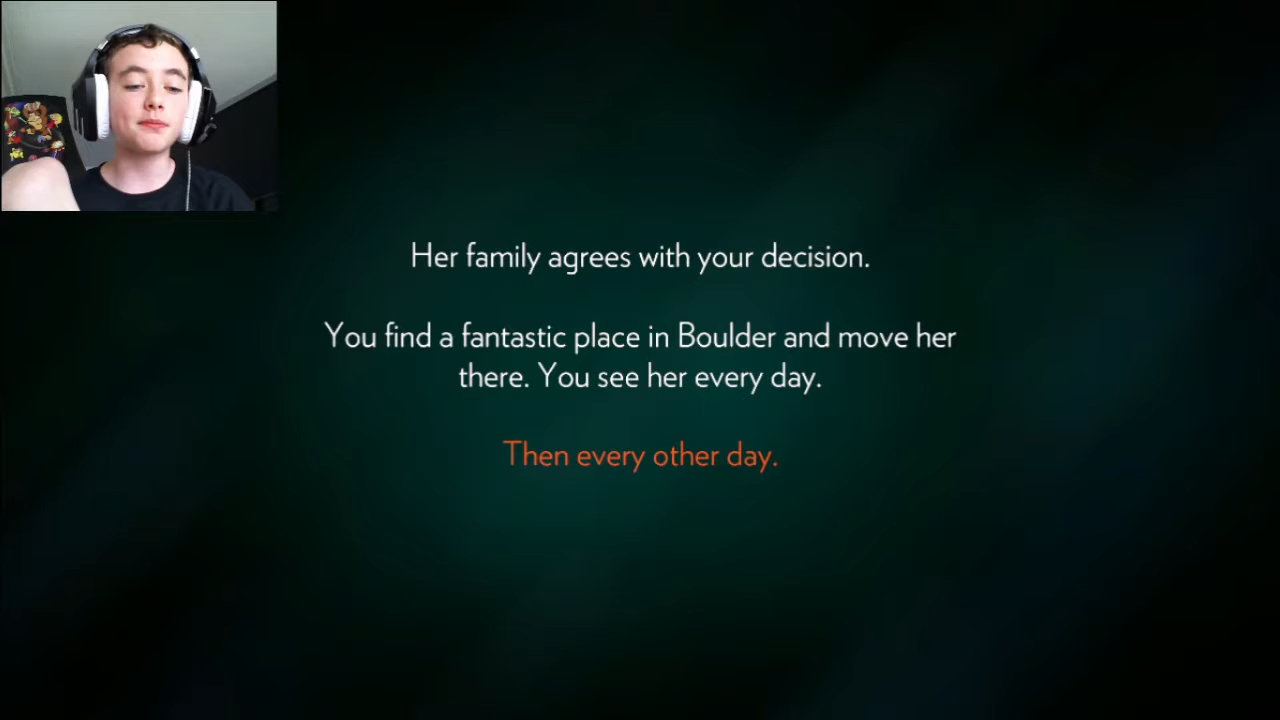 Her family agrees with your decision.
You find a fantastic place in Boulder and move her
there. You see her every day.
Then every other day.